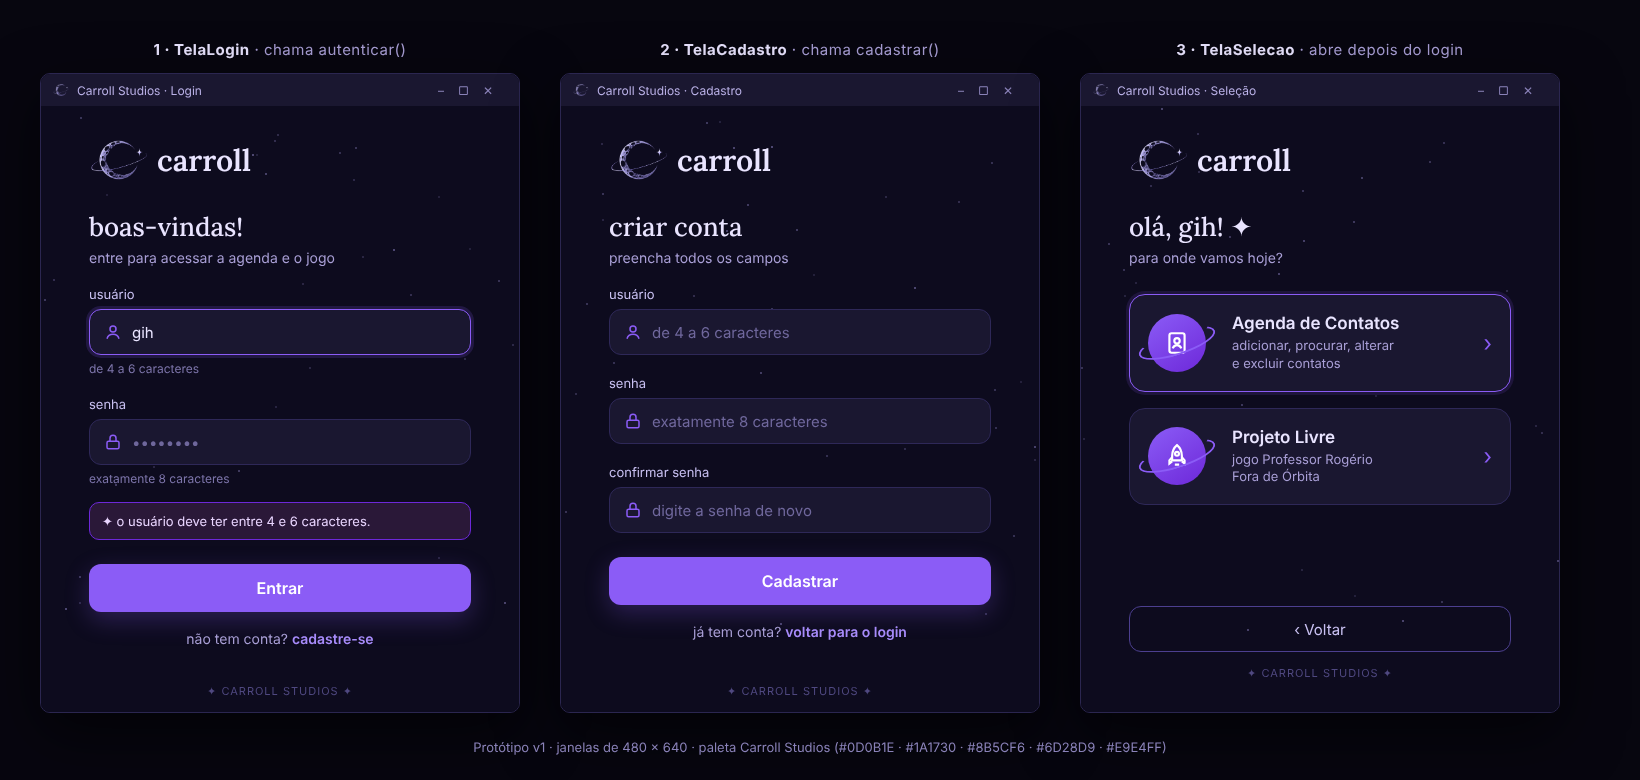 1 · TelaLogin · chama autenticar()
Carroll Studios · Login
carroll
boas-vindas!
entre para acessar a agenda e o jogo
usuário
gih
de 4 a 6 caracteres
senha
••••••••
exatamente 8 caracteres
✦ o usuário deve ter entre 4 e 6 caracteres.
Entrar
não tem conta? cadastre-se
✦ CARROLL STUDIOS ✦
2 · TelaCadastro · chama cadastrar()
Carroll Studios · Cadastro
carroll
criar conta
preencha todos os campos
usuário
de 4 a 6 caracteres
senha
exatamente 8 caracteres
confirmar senha
digite a senha de novo
Cadastrar
já tem conta? voltar para o login
✦ CARROLL STUDIOS ✦
3 · TelaSelecao · abre depois do login
Carroll Studios · Seleção
carroll
olá, gih! ✦
para onde vamos hoje?
Agenda de Contatos
adicionar, procurar, alterar
e excluir contatos
Projeto Livre
jogo Professor Rogério
Fora de Órbita
‹ Voltar
✦ CARROLL STUDIOS ✦
Protótipo v1 · janelas de 480 × 640 · paleta Carroll Studios (#0D0B1E · #1A1730 · #8B5CF6 · #6D28D9 · #E9E4FF)